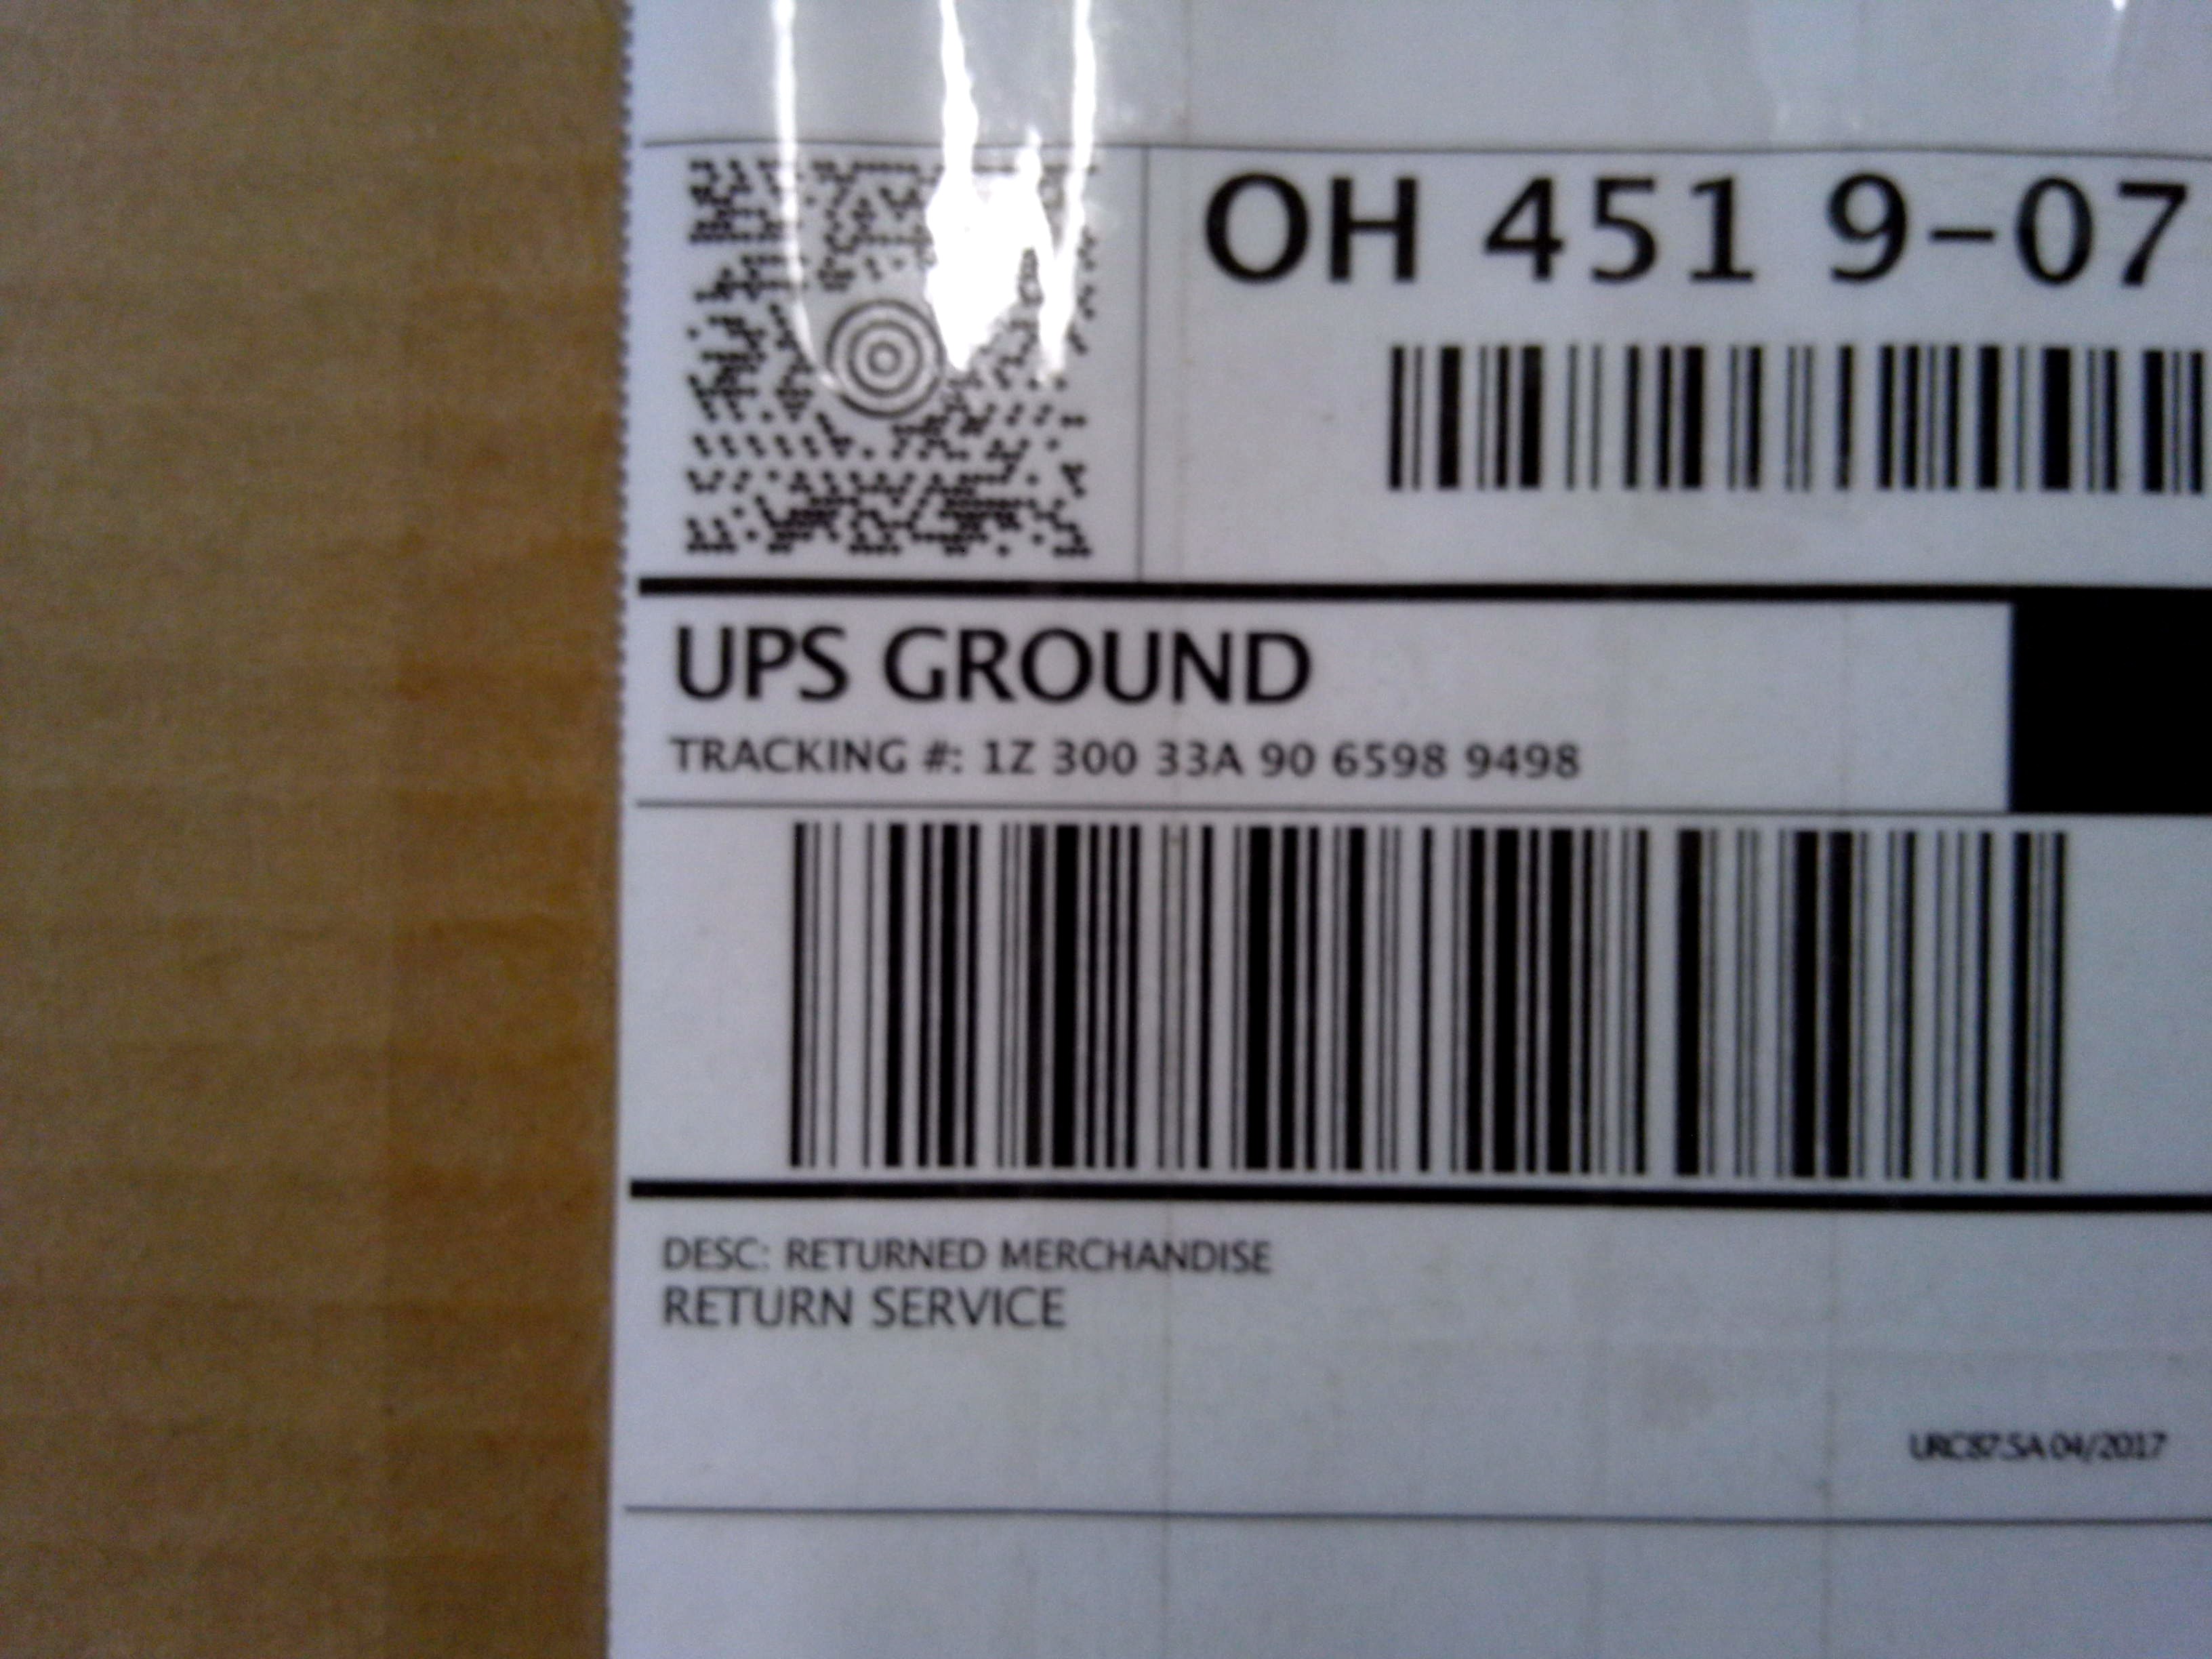 OH 451 9-07
UPS GROUND
TRACKING #: 1Z 300 33A 90 6598 9498
DESC: RETURNED MERCHANDISE
RETURN SERVICE
URC87.5A 04/2017